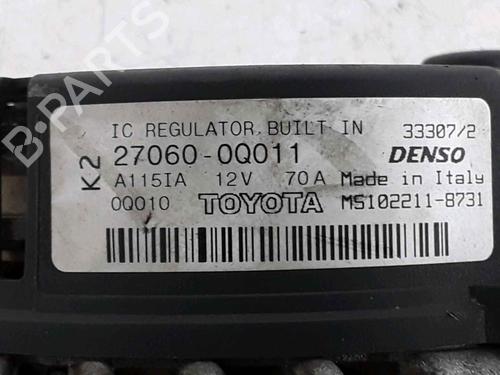 IC REGULATOR BUILT IN 33307/2
K2 27060-0Q011 DENSO
A115IA 12V 70A Made in Italy
0Q010 TOYOTA MS102211-8731
B-PARTS